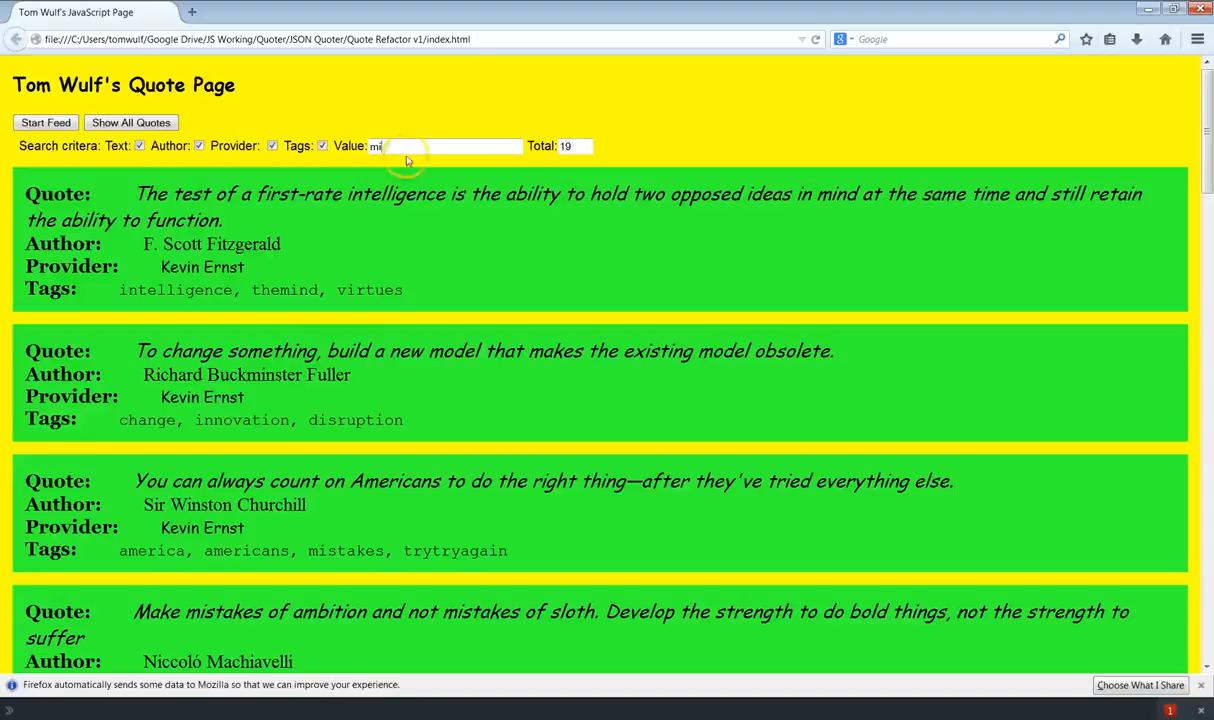 Tom Wulf's JavaScript Page
file:///C:/Users/tomwulf/Google Drive/JS Working/Quoter/JSON Quoter/Quote Refactor v1/index.html
Google
Tom Wulf's Quote Page
Start Feed Show All Quotes
Search critera: Text: Author: Provider: Tags: Value: mi Total: 19
Quote: The test of a first-rate intelligence is the ability to hold two opposed ideas in mind at the same time and still retain
the ability to function.
Author: F. Scott Fitzgerald
Provider: Kevin Ernst
Tags: intelligence, themind, virtues
Quote: To change something, build a new model that makes the existing model obsolete.
Author: Richard Buckminster Fuller
Provider: Kevin Ernst
Tags: change, innovation, disruption
Quote: You can always count on Americans to do the right thing—after they've tried everything else.
Author: Sir Winston Churchill
Provider: Kevin Ernst
Tags: america, americans, mistakes, trytryagain
Quote: Make mistakes of ambition and not mistakes of sloth. Develop the strength to do bold things, not the strength to
suffer
Author: Niccoló Machiavelli
Firefox automatically sends some data to Mozilla so that we can improve your experience. Choose What I Share
1